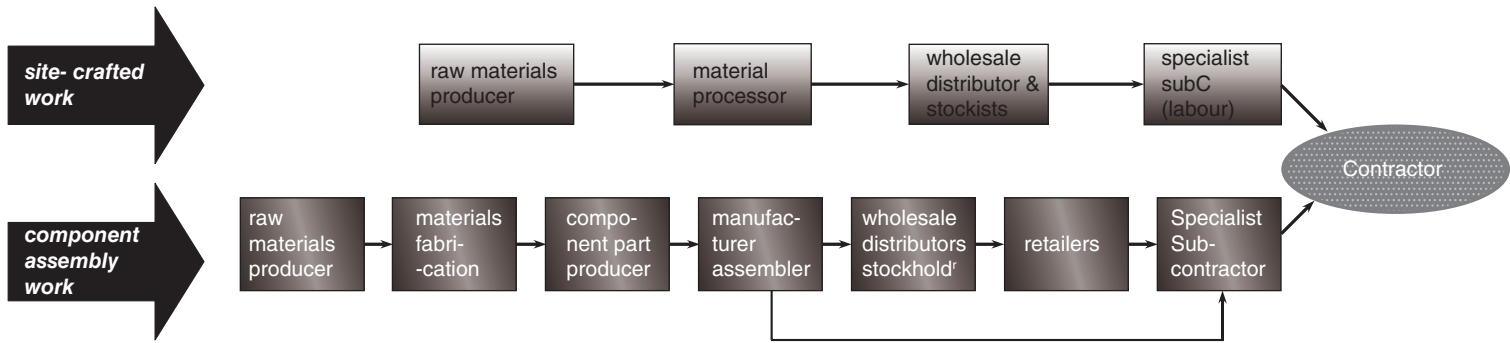 site- crafted
work
raw materials
producer
material
processor
wholesale
distributor &
stockists
specialist
subC
(labour)
Contractor
component
assembly
work
raw
materials
producer
materials
fabri-
-cation
compo-
nent part
producer
manufac-
turer
assembler
wholesale
distributors
stockholdʳ
retailers
Specialist
Sub-
contractor